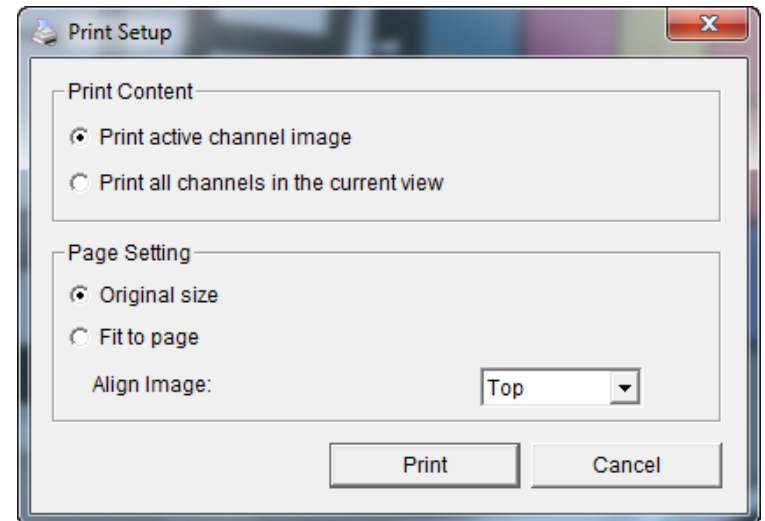 Print Setup
Print Content
Print active channel image
Print all channels in the current view
Page Setting
Original size
Fit to page
Align Image: Top
Print Cancel